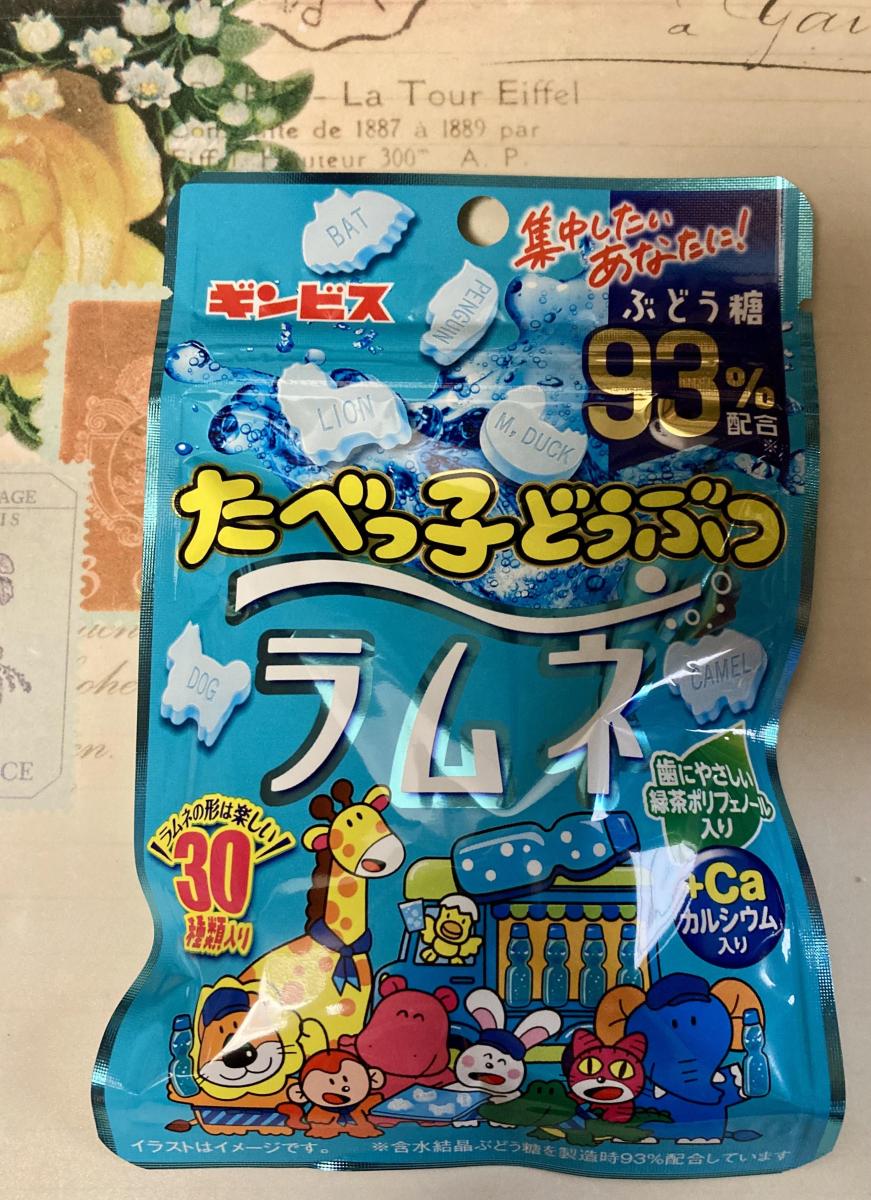 La Tour Eiffel
de 1887 à 1889 par
Hauteur 300m A. P.
BAT
集中したい
あなたに!
PENGUIN
ギンビス
ぶどう糖
93%
配合
※
LION
M, DUCK
たべっ子どうぶつ
ラムネ
DOG
CAMEL
歯にやさしい
緑茶ポリフェノール
入り
ラムネの形は楽しい
30
種類入り
+Ca
カルシウム
入り
イラストはイメージです。
※含水結晶ぶどう糖を製造時93%配合しています
AGE
IS
CE